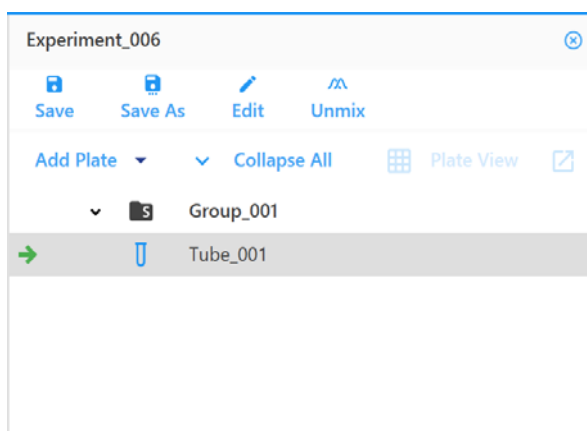 Experiment_006
Save Save As Edit Unmix
Add Plate Collapse All Plate View
S Group_001
Tube_001